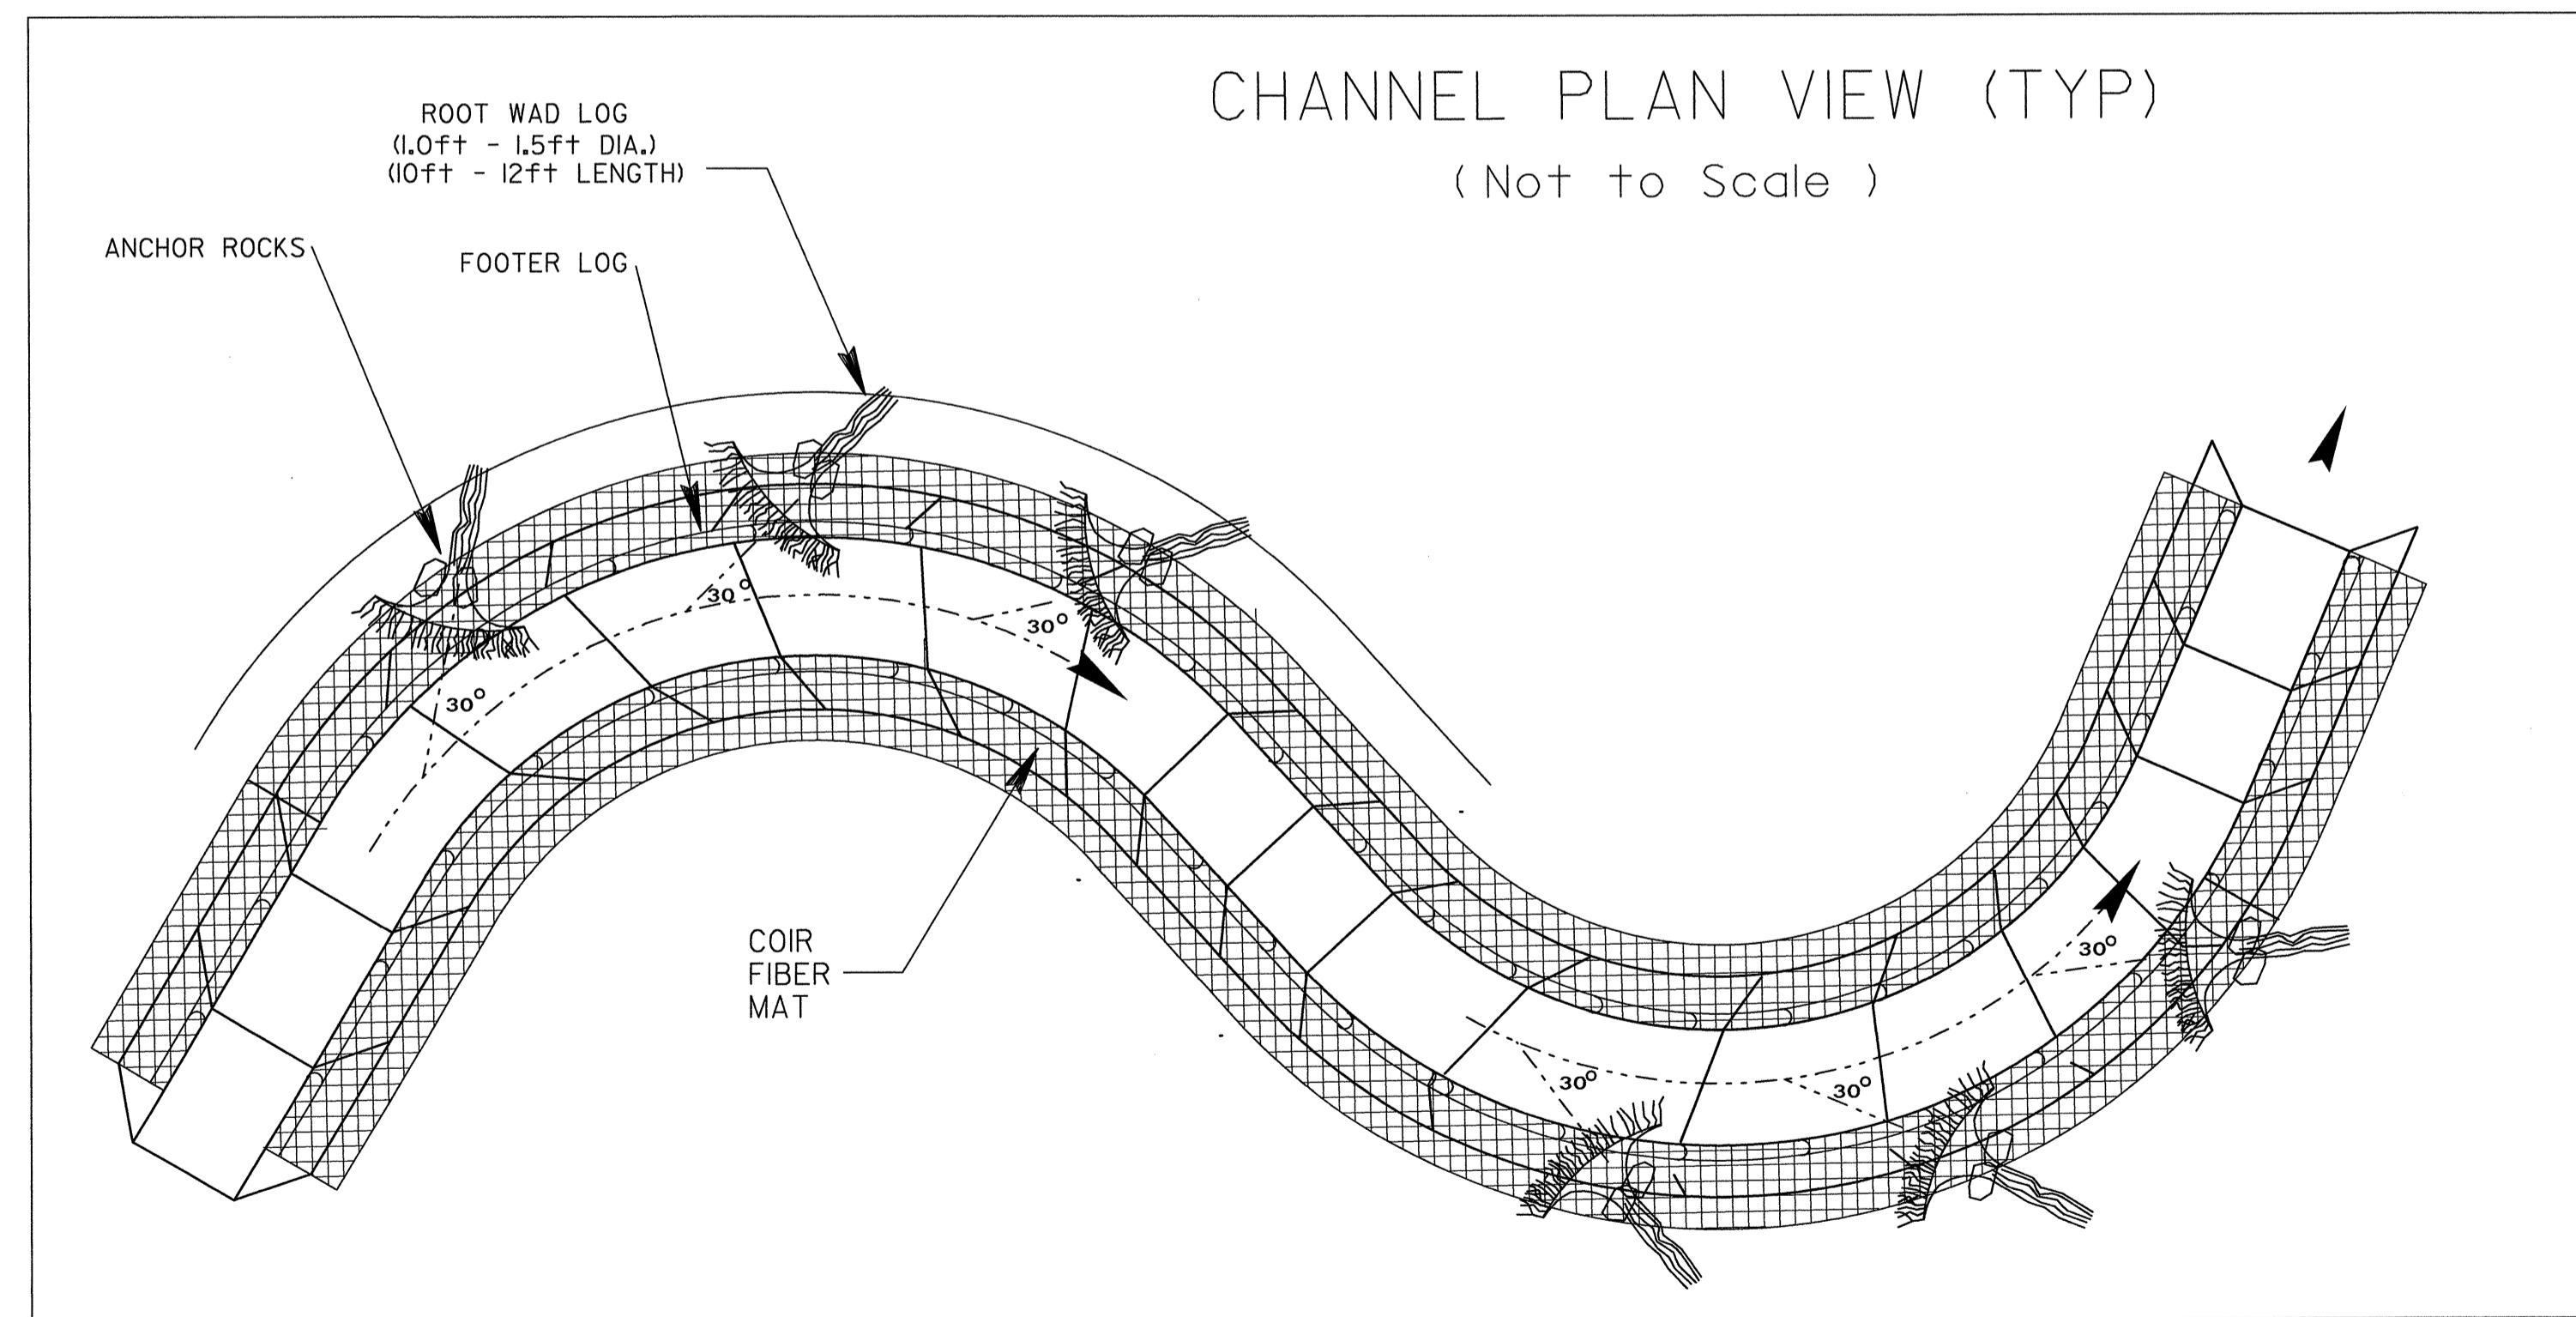 CHANNEL PLAN VIEW (TYP)
( Not to Scale )
ROOT WAD LOG
(1.0ft - 1.5ft DIA.)
(10ft - 12ft LENGTH)
ANCHOR ROCKS
FOOTER LOG
30°
30°
30°
COIR
FIBER
MAT
30°
30°
30°